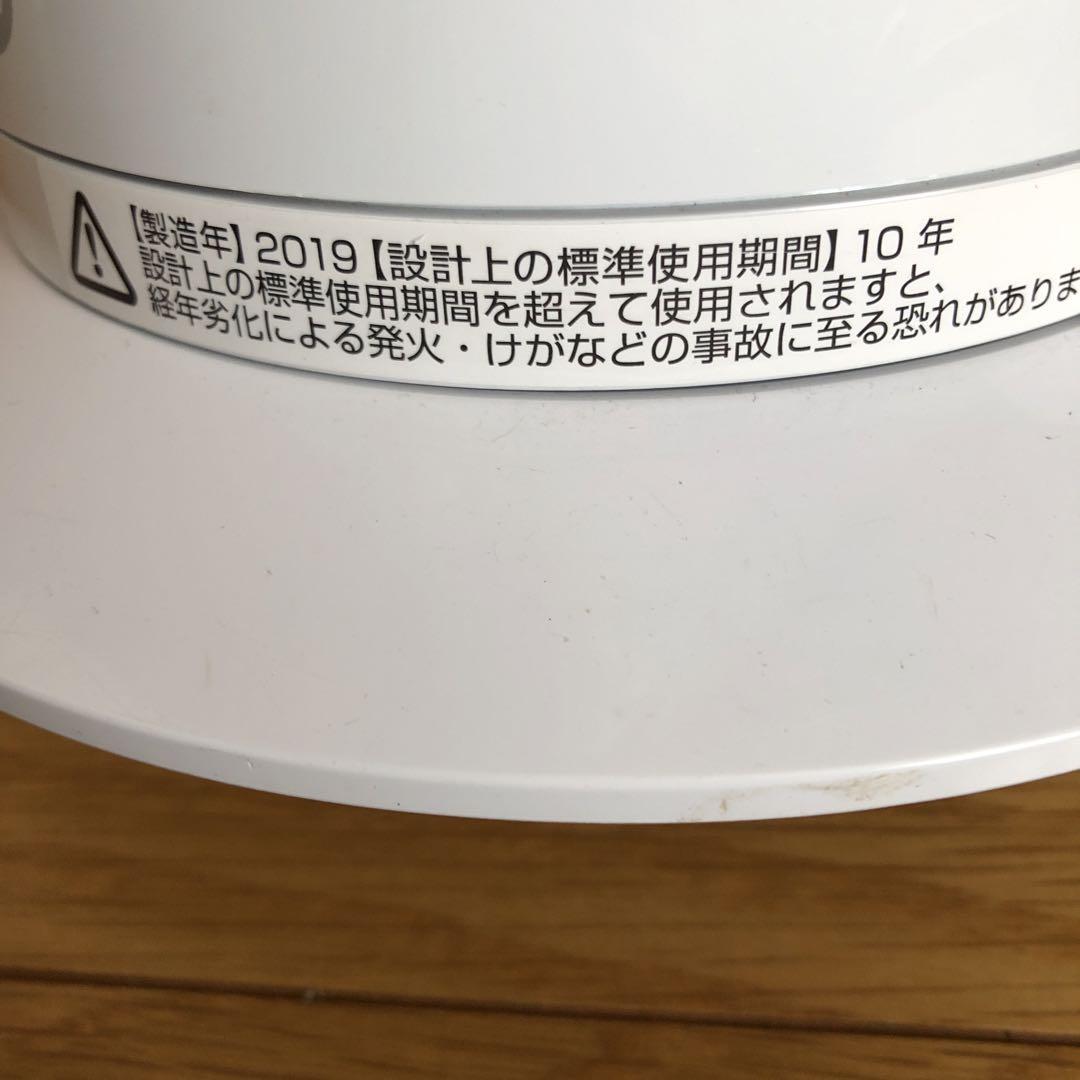 【製造年】2019【設計上の標準使用期間】10 年
設計上の標準使用期間を超えて使用されますと、
経年劣化による発火・けがなどの事故に至る恐れがありま